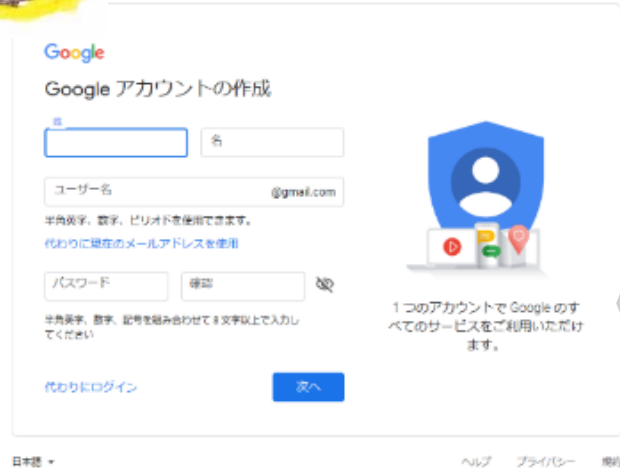 Google
Google アカウントの作成
姓
名
ユーザー名
@gmail.com
半角英字、数字、ピリオドを使用できます。
代わりに現在のメールアドレスを使用
パスワード
確認
半角英字、数字、記号を組み合わせて 8 文字以上で入力し
てください
1 つのアカウントで Google のす
べてのサービスをご利用いただけ
ます。
代わりにログイン
次へ
日本語
ヘルプ
プライバシー
規約